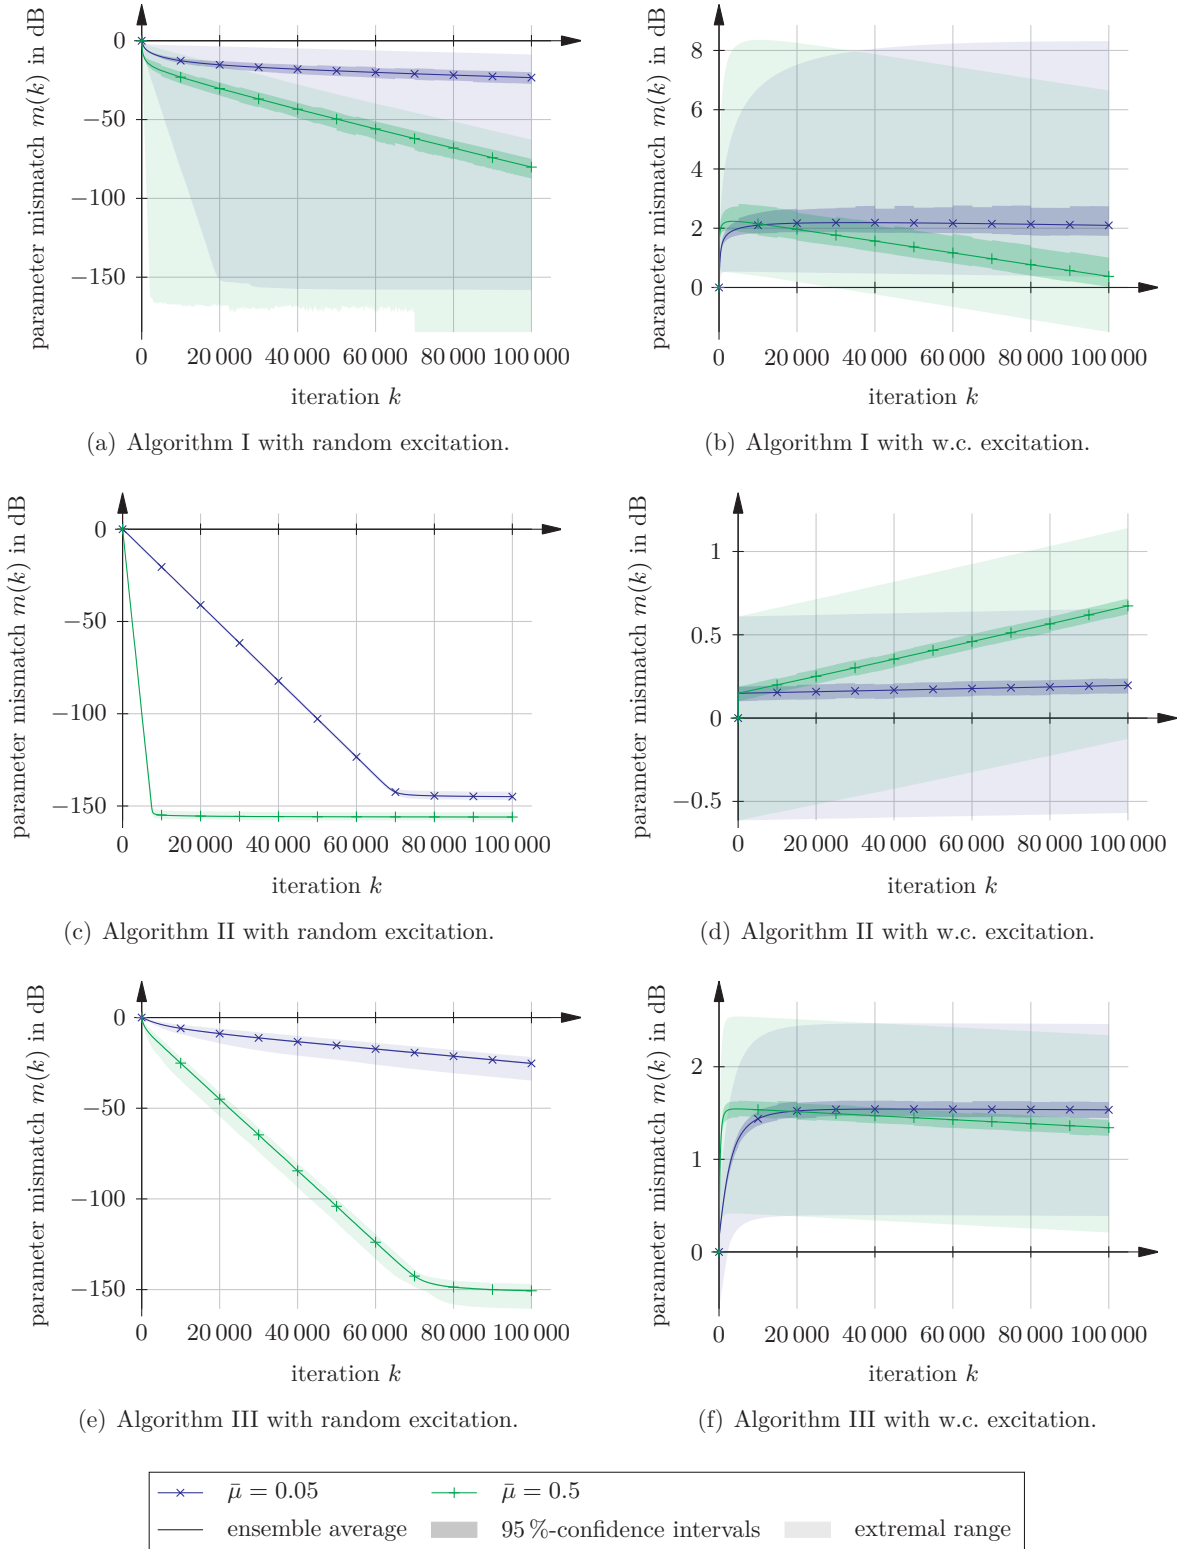 parameter mismatch m(k) in dB
0
−50
−100
−150
0 20 000 40 000 60 000 80 000 100 000
iteration k
(a) Algorithm I with random excitation.
parameter mismatch m(k) in dB
8
6
4
2
0
0 20 000 40 000 60 000 80 000 100 000
iteration k
(b) Algorithm I with w.c. excitation.
parameter mismatch m(k) in dB
0
−50
−100
−150
0 20 000 40 000 60 000 80 000 100 000
iteration k
(c) Algorithm II with random excitation.
parameter mismatch m(k) in dB
1
0.5
0
−0.5
0 20 000 40 000 60 000 80 000 100 000
iteration k
(d) Algorithm II with w.c. excitation.
parameter mismatch m(k) in dB
0
−50
−100
−150
0 20 000 40 000 60 000 80 000 100 000
iteration k
(e) Algorithm III with random excitation.
parameter mismatch m(k) in dB
2
1
0
0 20 000 40 000 60 000 80 000 100 000
iteration k
(f) Algorithm III with w.c. excitation.
μ̄ = 0.05 μ̄ = 0.5
ensemble average 95 %-confidence intervals extremal range